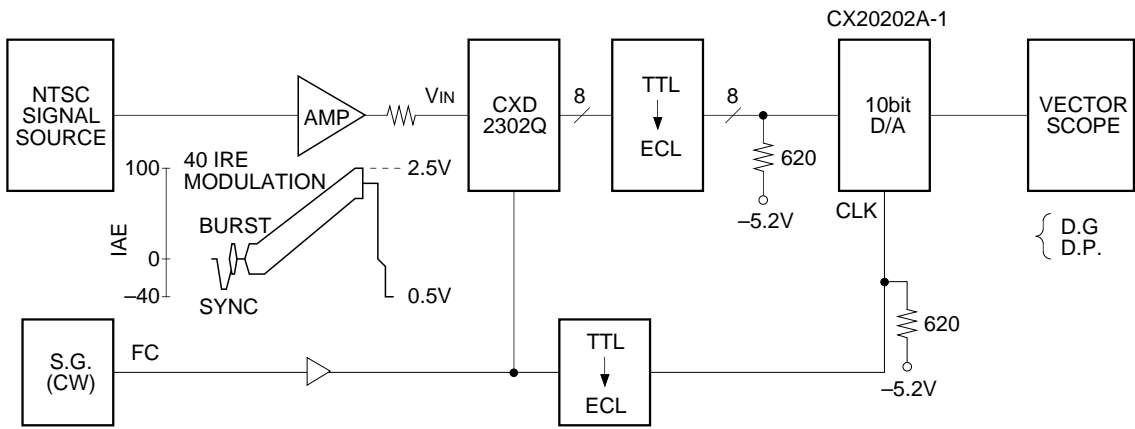 CX20202A-1
NTSC
SIGNAL
SOURCE
AMP
VIN
CXD
2302Q
8
TTL
ECL
8
620
–5.2V
10bit
D/A
CLK
VECTOR
SCOPE
D.G
D.P.
40 IRE
MODULATION
100
2.5V
BURST
IAE
0
–40
SYNC
0.5V
620
–5.2V
S.G.
(CW)
FC
TTL
ECL